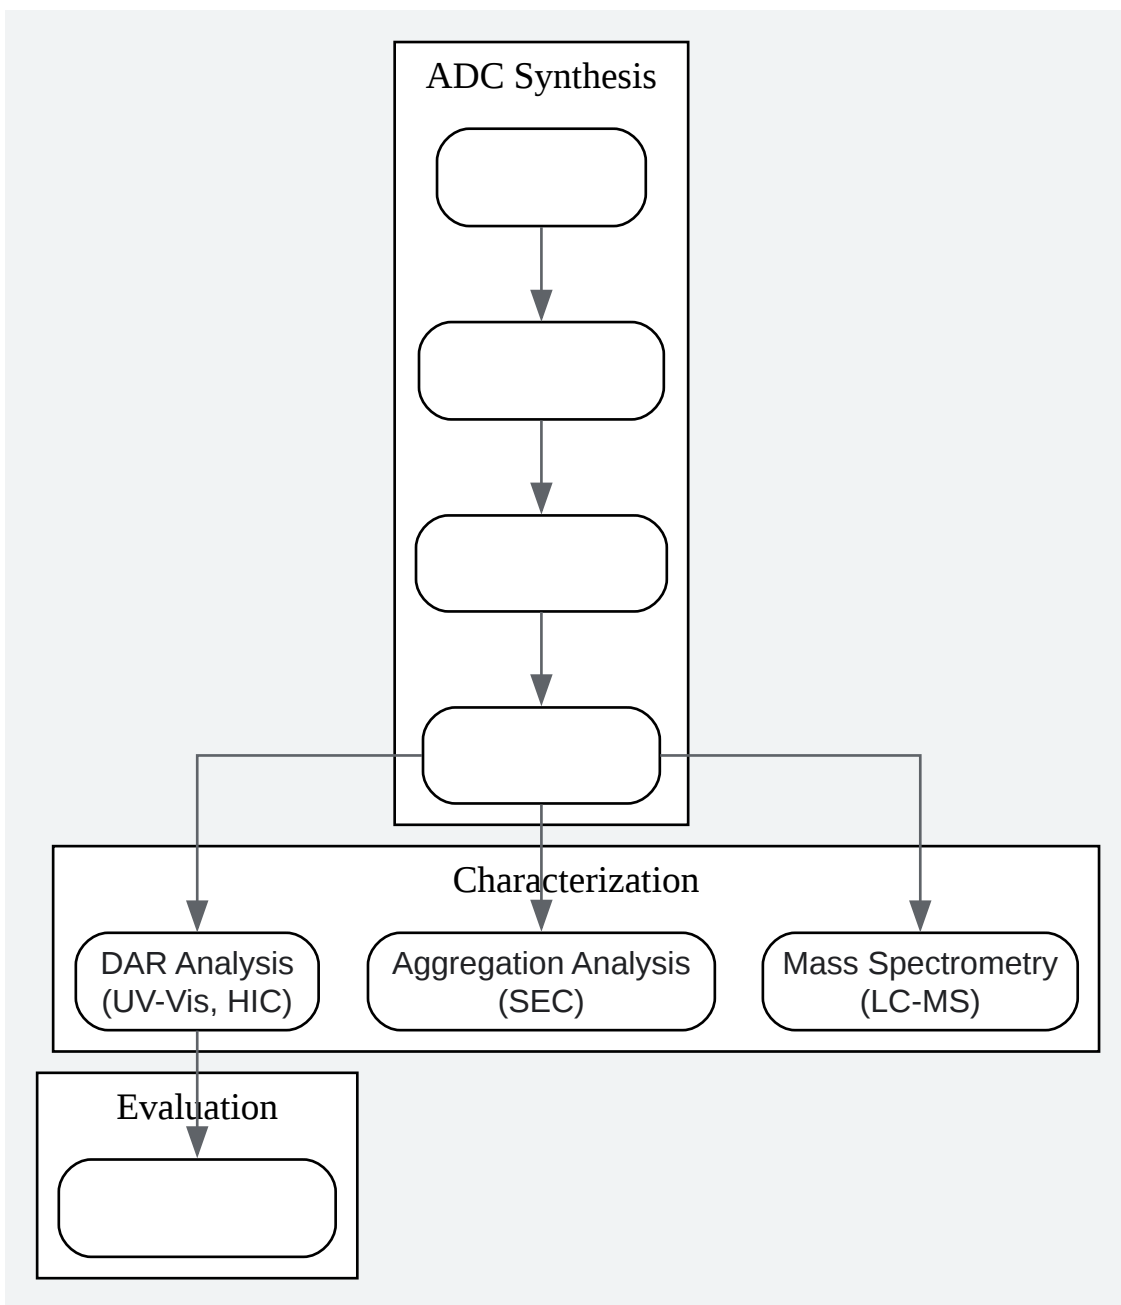 ADC Synthesis
Characterization
DAR Analysis
(UV-Vis, HIC)
Aggregation Analysis
(SEC)
Mass Spectrometry
(LC-MS)
Evaluation